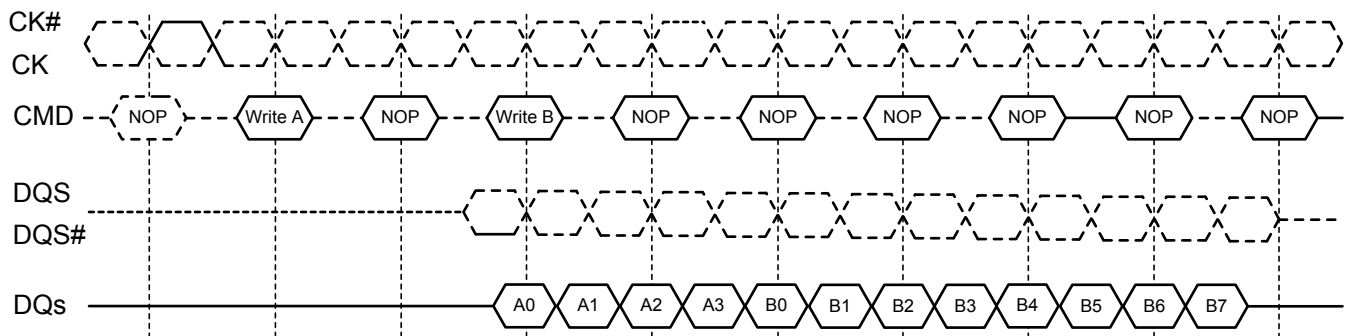 CK#
CK
CMD NOP Write A NOP Write B NOP NOP NOP NOP NOP NOP
DQS
DQS#
DQs A0 A1 A2 A3 B0 B1 B2 B3 B4 B5 B6 B7